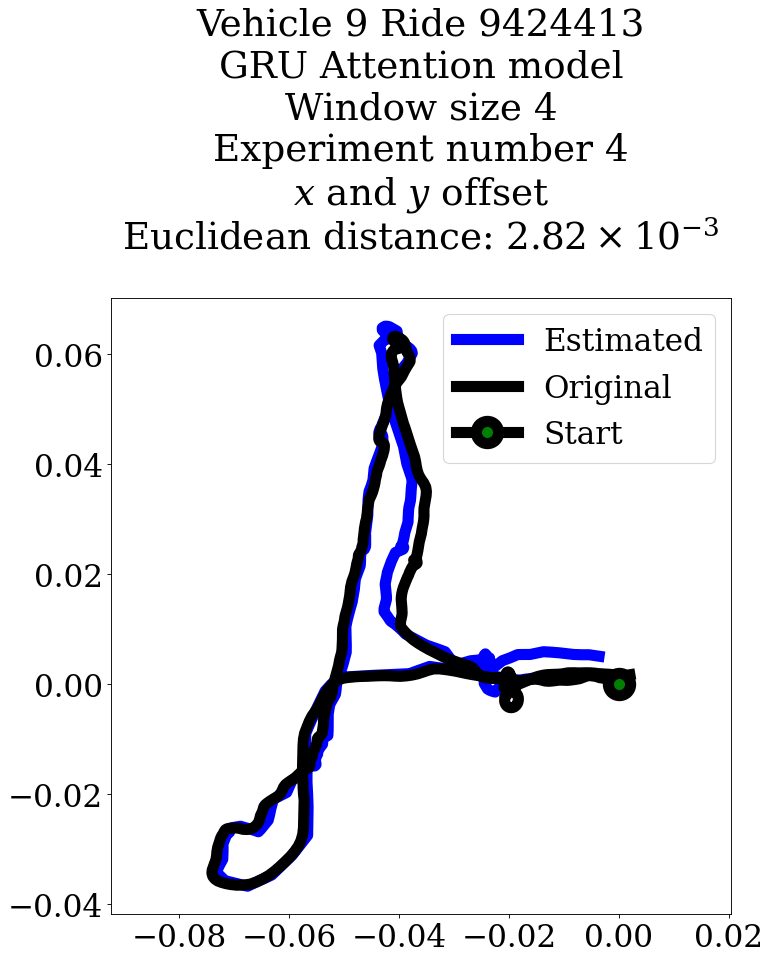 Vehicle 9 Ride 9424413
GRU Attention model
Window size 4
Experiment number 4
x and y offset
Euclidean distance: 2.82 × 10⁻³
Estimated
Original
Start
0.06
0.04
0.02
0.00
−0.02
−0.04
−0.08 −0.06 −0.04 −0.02 0.00 0.02